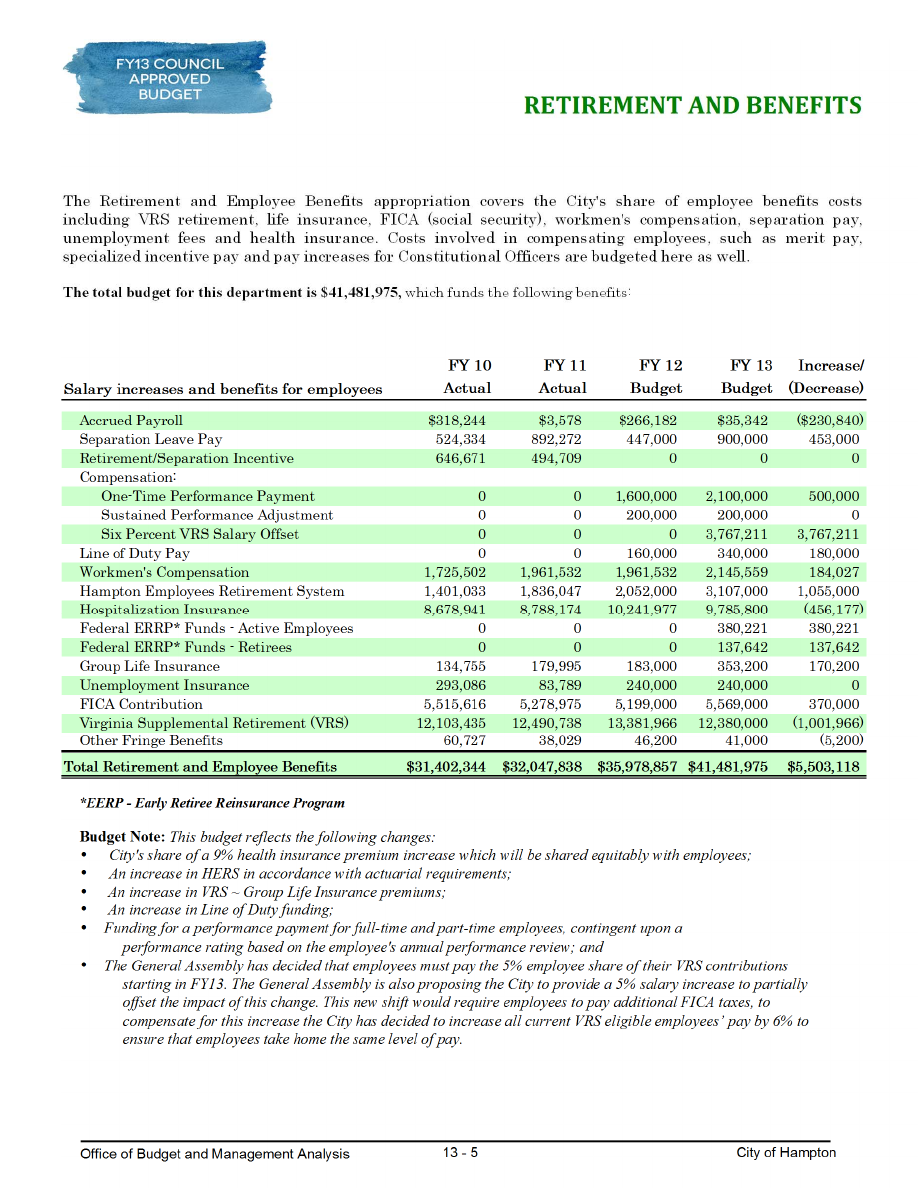 FY13 COUNCIL
APPROVED
BUDGET
RETIREMENT AND BENEFITS
The Retirement and Employee Benefits appropriation covers the City's share of employee benefits costs
including VRS retirement, life insurance, FICA (social security), workmen's compensation, separation pay,
unemployment fees and health insurance. Costs involved in compensating employees, such as merit pay,
specialized incentive pay and pay increases for Constitutional Officers are budgeted here as well.
The total budget for this department is $41,481,975, which funds the following benefits:
FY 10 FY 11 FY 12 FY 13 Increase/
Salary increases and benefits for employees Actual Actual Budget Budget (Decrease)
Accrued Payroll $318,244 $3,578 $266,182 $35,342 ($230,840)
Separation Leave Pay 524,334 892,272 447,000 900,000 453,000
Retirement/Separation Incentive 646,671 494,709 0 0 0
Compensation:
One-Time Performance Payment 0 0 1,600,000 2,100,000 500,000
Sustained Performance Adjustment 0 0 200,000 200,000 0
Six Percent VRS Salary Offset 0 0 0 3,767,211 3,767,211
Line of Duty Pay 0 0 160,000 340,000 180,000
Workmen's Compensation 1,725,502 1,961,532 1,961,532 2,145,559 184,027
Hampton Employees Retirement System 1,401,033 1,836,047 2,052,000 3,107,000 1,055,000
Hospitalization Insurance 8,678,941 8,788,174 10,241,977 9,785,800 (456,177)
Federal ERRP* Funds - Active Employees 0 0 0 380,221 380,221
Federal ERRP* Funds - Retirees 0 0 0 137,642 137,642
Group Life Insurance 134,755 179,995 183,000 353,200 170,200
Unemployment Insurance 293,086 83,789 240,000 240,000 0
FICA Contribution 5,515,616 5,278,975 5,199,000 5,569,000 370,000
Virginia Supplemental Retirement (VRS) 12,103,435 12,490,738 13,381,966 12,380,000 (1,001,966)
Other Fringe Benefits 60,727 38,029 46,200 41,000 (5,200)
Total Retirement and Employee Benefits $31,402,344 $32,047,838 $35,978,857 $41,481,975 $5,503,118
*EERP - Early Retiree Reinsurance Program
Budget Note: This budget reflects the following changes:
• City's share of a 9% health insurance premium increase which will be shared equitably with employees;
• An increase in HERS in accordance with actuarial requirements;
• An increase in VRS ~ Group Life Insurance premiums;
• An increase in Line of Duty funding;
• Funding for a performance payment for full-time and part-time employees, contingent upon a
performance rating based on the employee's annual performance review; and
• The General Assembly has decided that employees must pay the 5% employee share of their VRS contributions
starting in FY13. The General Assembly is also proposing the City to provide a 5% salary increase to partially
offset the impact of this change. This new shift would require employees to pay additional FICA taxes, to
compensate for this increase the City has decided to increase all current VRS eligible employees' pay by 6% to
ensure that employees take home the same level of pay.
Office of Budget and Management Analysis 13 - 5 City of Hampton